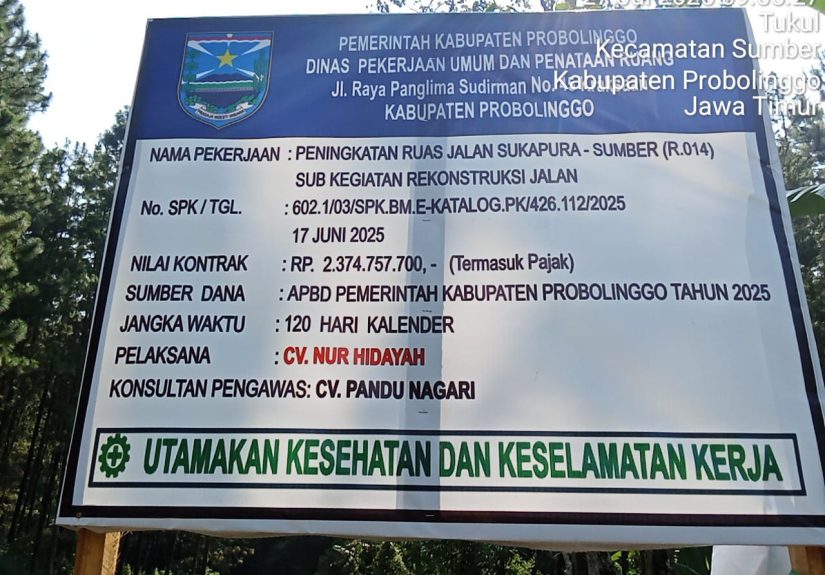 Tukul
Kecamatan Sumber
Kabupaten Probolinggo
Jawa Timur
PEMERINTAH KABUPATEN PROBOLINGGO
DINAS PEKERJAAN UMUM DAN PENATAAN RUANG
Jl. Raya Panglima Sudirman No.
KABUPATEN PROBOLINGGO
NAMA PEKERJAAN : PENINGKATAN RUAS JALAN SUKAPURA - SUMBER (R.014)
SUB KEGIATAN REKONSTRUKSI JALAN
No. SPK / TGL. : 602.1/03/SPK.BM.E-KATALOG.PK/426.112/2025
17 JUNI 2025
NILAI KONTRAK : RP. 2.374.757.700, - (Termasuk Pajak)
SUMBER DANA : APBD PEMERINTAH KABUPATEN PROBOLINGGO TAHUN 2025
JANGKA WAKTU : 120 HARI KALENDER
PELAKSANA : CV. NUR HIDAYAH
KONSULTAN PENGAWAS: CV. PANDU NAGARI
UTAMAKAN KESEHATAN DAN KESELAMATAN KERJA